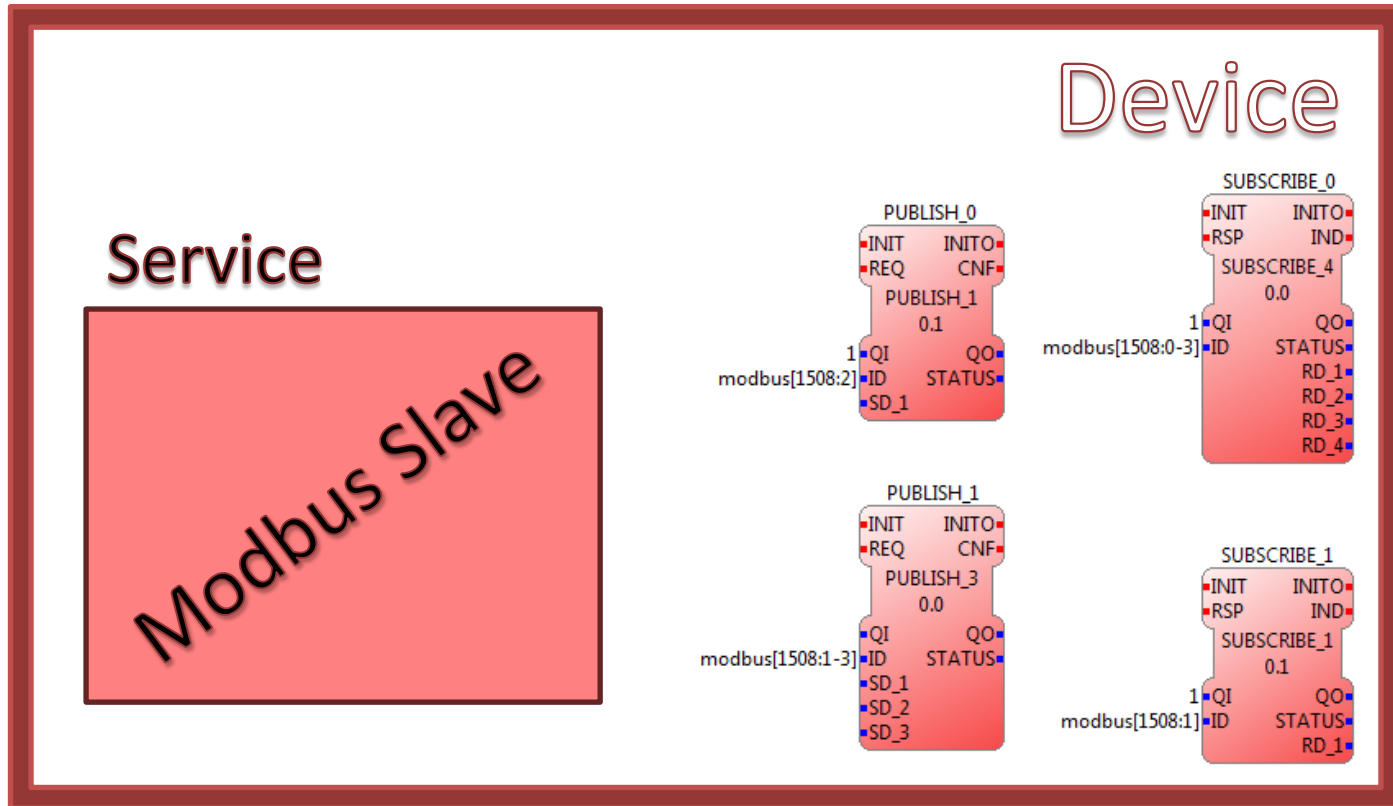 Device
Service
Modbus Slave
PUBLISH_0
INIT INITO
REQ CNF
PUBLISH_1
0.1
1 QI QO
modbus[1508:2] ID STATUS
SD_1
SUBSCRIBE_0
INIT INITO
RSP IND
SUBSCRIBE_4
0.0
1 QI QO
modbus[1508:0-3] ID STATUS
RD_1
RD_2
RD_3
RD_4
PUBLISH_1
INIT INITO
REQ CNF
PUBLISH_3
0.0
QI QO
modbus[1508:1-3] ID STATUS
SD_1
SD_2
SD_3
SUBSCRIBE_1
INIT INITO
RSP IND
SUBSCRIBE_1
0.1
1 QI QO
modbus[1508:1] ID STATUS
RD_1